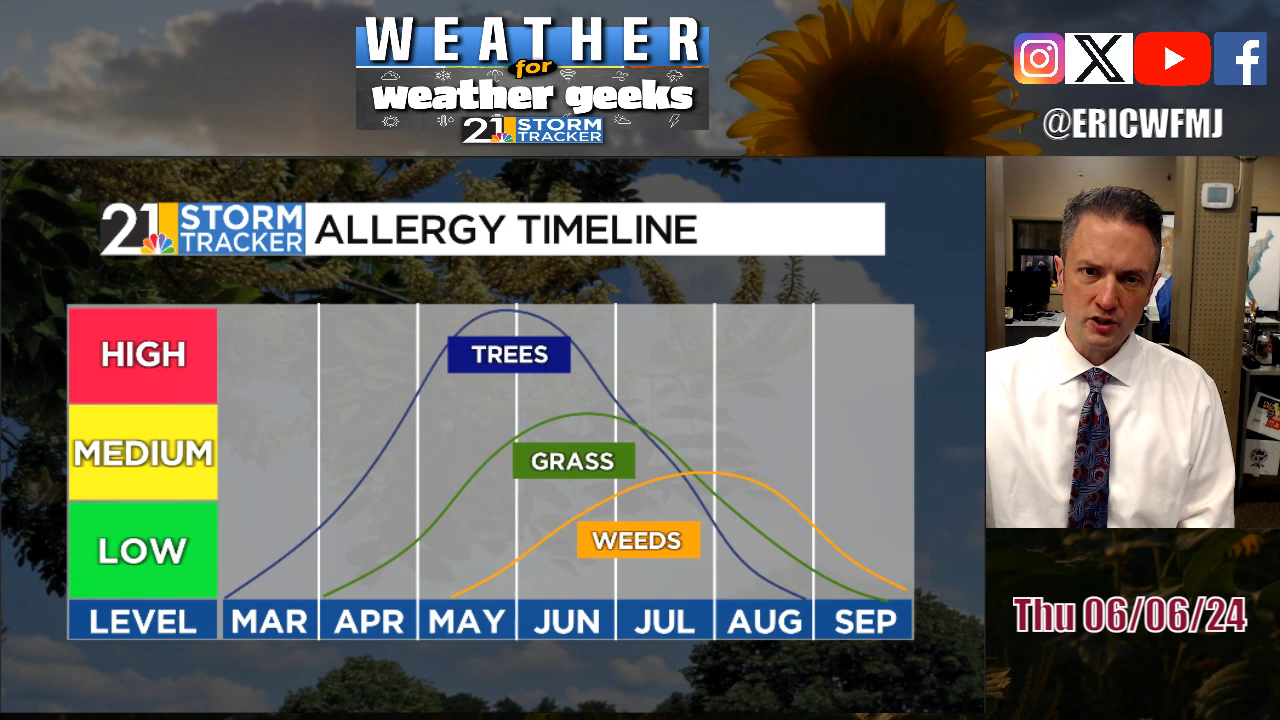 WEATHER
for
weather geeks
21 STORM TRACKER
@ERICWFMJ
21 STORM TRACKER ALLERGY TIMELINE
HIGH
TREES
MEDIUM
GRASS
LOW
WEEDS
LEVEL MAR APR MAY JUN JUL AUG SEP
Thu 06/06/24